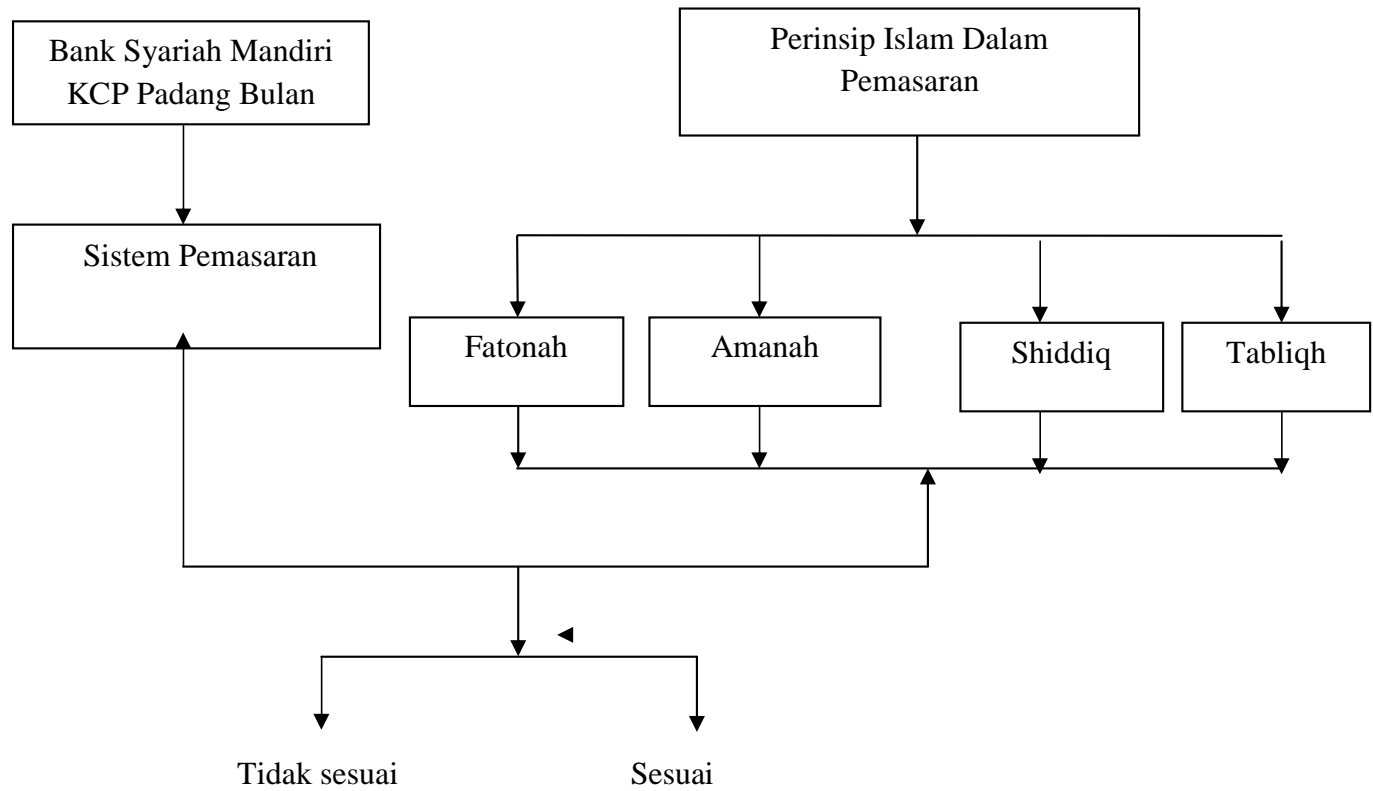 Bank Syariah Mandiri
KCP Padang Bulan
Perinsip Islam Dalam
Pemasaran
Sistem Pemasaran
Fatonah
Amanah
Shiddiq
Tabliqh
Tidak sesuai
Sesuai